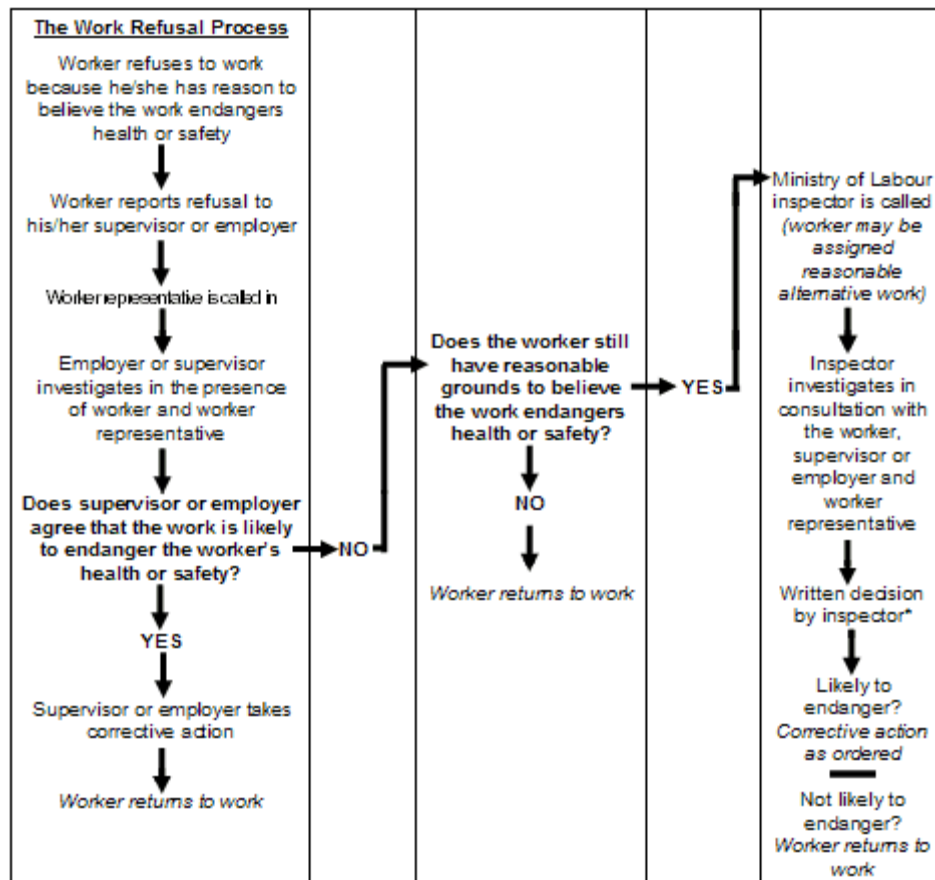 The Work Refusal Process
Worker refuses to work
because he/she has reason to
believe the work endangers
health or safety
Worker reports refusal to
his/her supervisor or employer
Worker representative is called in
Employer or supervisor
investigates in the presence
of worker and worker
representative
Does supervisor or employer
agree that the work is likely
to endanger the worker's
health or safety?
YES
Supervisor or employer takes
corrective action
Worker returns to work
NO
Does the worker still
have reasonable
grounds to believe
the work endangers
health or safety?
NO
Worker returns to work
YES
Ministry of Labour
inspector is called
(worker may be
assigned
reasonable
alternative work)
Inspector
investigates in
consultation with
the worker,
supervisor or
employer and
worker
representative
Written decision
by inspector*
Likely to
endanger?
Corrective action
as ordered
Not likely to
endanger?
Worker returns to
work